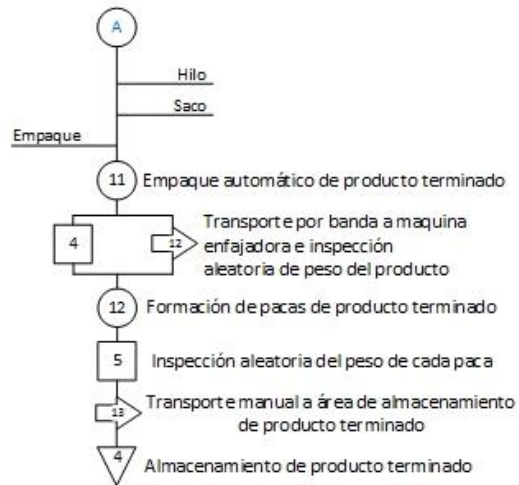 A
Hilo
Saco
Empaque
11 Empaque automático de producto terminado
4 12 Transporte por banda a maquina
enfajadora e inspección
aleatoria de peso del producto
12 Formación de pacas de producto terminado
5 Inspección aleatoria del peso de cada paca
13 Transporte manual a área de almacenamiento
de producto terminado
4 Almacenamiento de producto terminado